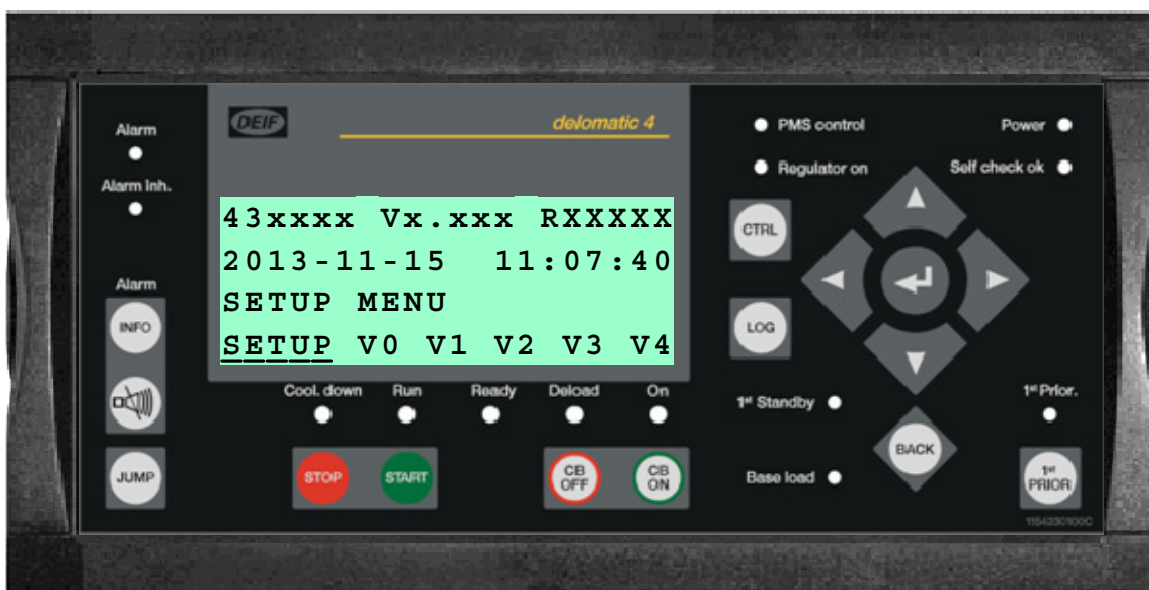 DEIF
delomatic 4
Alarm
Alarm Inh.
43xxxx Vx.xxx RXXXXX
2013-11-15 11:07:40
SETUP MENU
SETUP V0 V1 V2 V3 V4
PMS control
Power
Regulator on
Self check ok
CTRL
LOG
Alarm
INFO
JUMP
Cool. down
Run
Ready
Deload
On
STOP
START
CB OFF
CB ON
1st Standby
Base load
BACK
1st Prior.
1st PRIOR
1154230100C